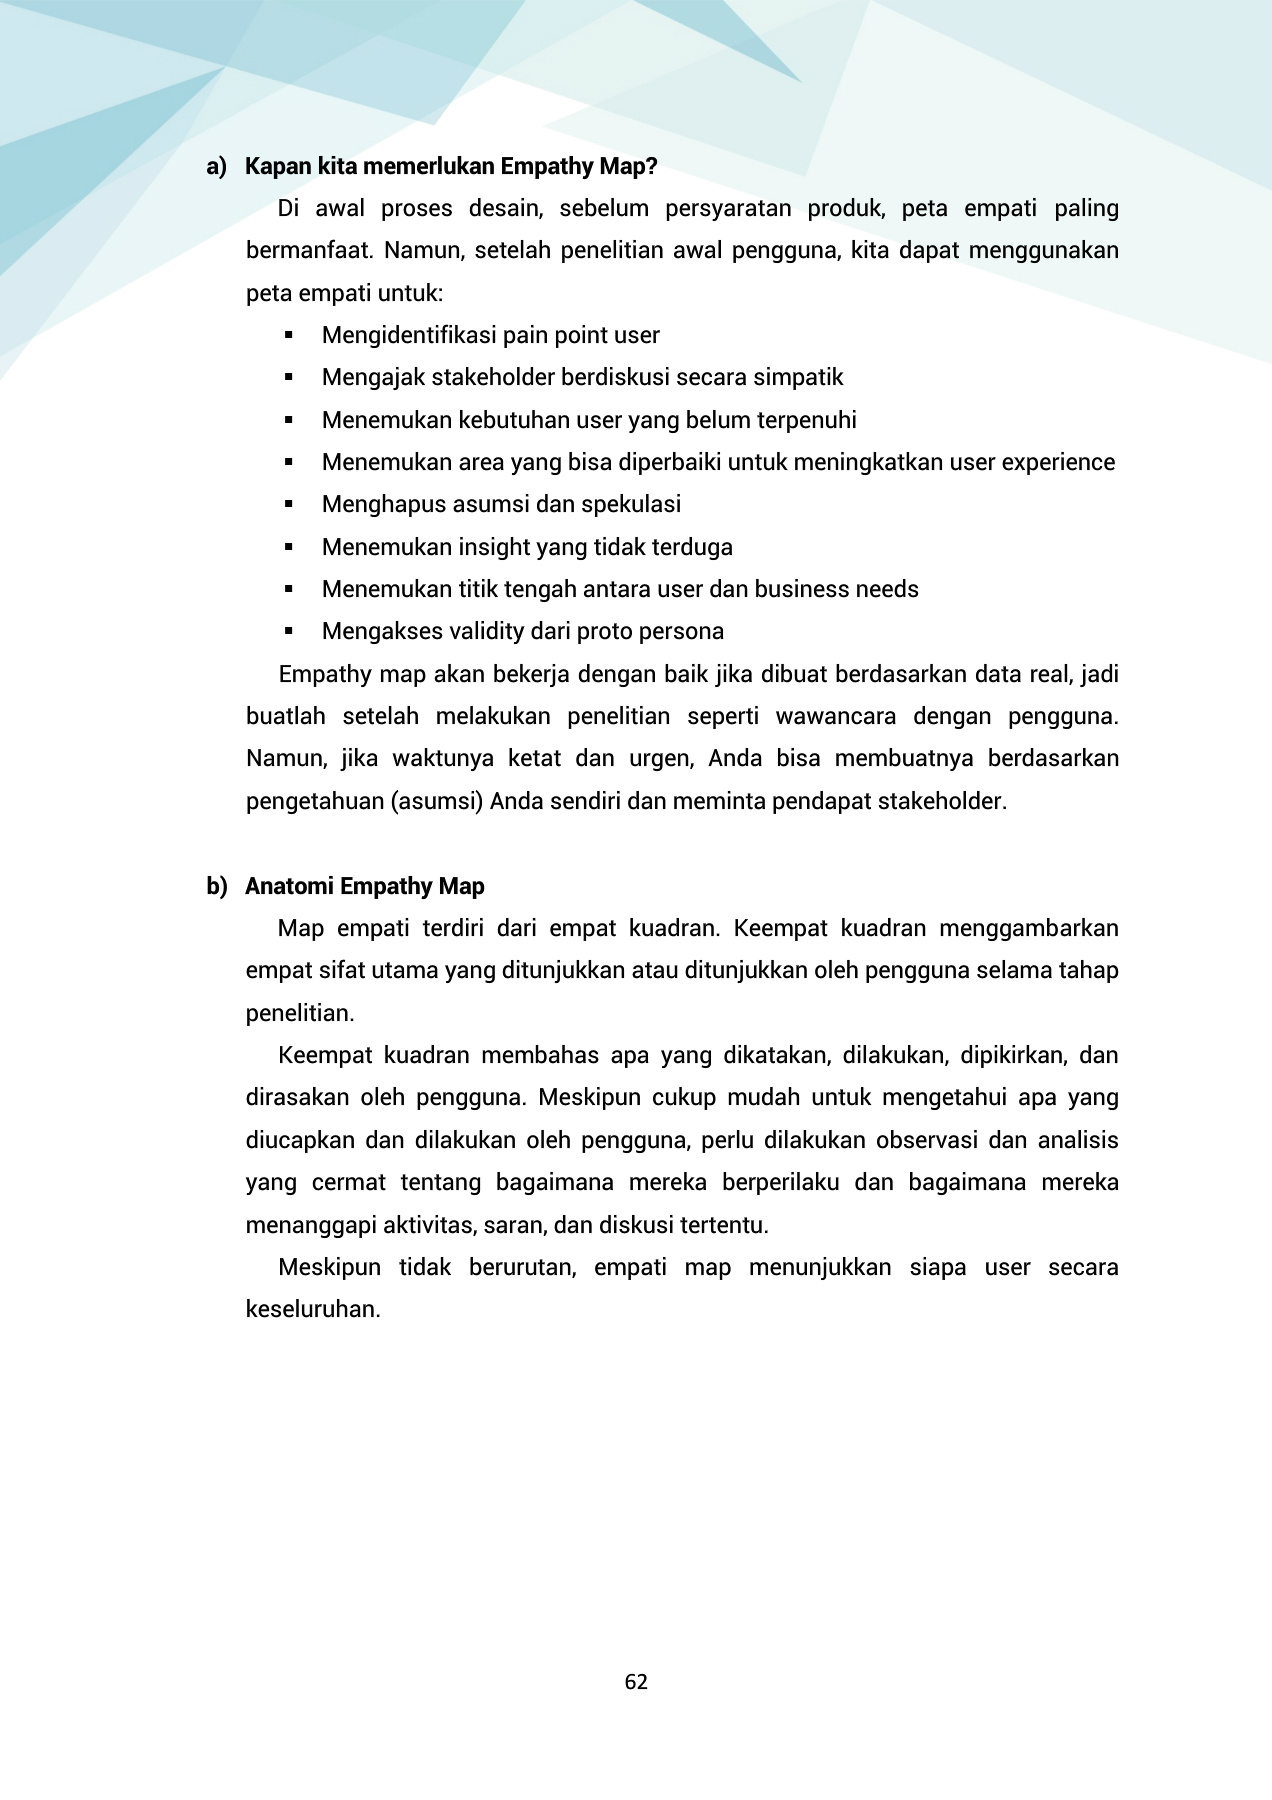 a) Kapan kita memerlukan Empathy Map?
Di awal proses desain, sebelum persyaratan produk, peta empati paling
bermanfaat. Namun, setelah penelitian awal pengguna, kita dapat menggunakan
peta empati untuk:
▪ Mengidentifikasi pain point user
▪ Mengajak stakeholder berdiskusi secara simpatik
▪ Menemukan kebutuhan user yang belum terpenuhi
▪ Menemukan area yang bisa diperbaiki untuk meningkatkan user experience
▪ Menghapus asumsi dan spekulasi
▪ Menemukan insight yang tidak terduga
▪ Menemukan titik tengah antara user dan business needs
▪ Mengakses validity dari proto persona
Empathy map akan bekerja dengan baik jika dibuat berdasarkan data real, jadi
buatlah setelah melakukan penelitian seperti wawancara dengan pengguna.
Namun, jika waktunya ketat dan urgen, Anda bisa membuatnya berdasarkan
pengetahuan (asumsi) Anda sendiri dan meminta pendapat stakeholder.
b) Anatomi Empathy Map
Map empati terdiri dari empat kuadran. Keempat kuadran menggambarkan
empat sifat utama yang ditunjukkan atau ditunjukkan oleh pengguna selama tahap
penelitian.
Keempat kuadran membahas apa yang dikatakan, dilakukan, dipikirkan, dan
dirasakan oleh pengguna. Meskipun cukup mudah untuk mengetahui apa yang
diucapkan dan dilakukan oleh pengguna, perlu dilakukan observasi dan analisis
yang cermat tentang bagaimana mereka berperilaku dan bagaimana mereka
menanggapi aktivitas, saran, dan diskusi tertentu.
Meskipun tidak berurutan, empati map menunjukkan siapa user secara
keseluruhan.
62